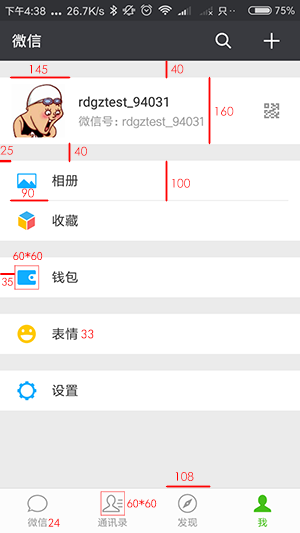 下午4:38 ... 26.7K/s 75%
微信
145
40
rdgztest_94031
160
微信号: rdgztest_94031
25
40
相册
100
90
收藏
60*60
35
钱包
表情 33
设置
108
60*60
微信 24
通讯录
发现
我